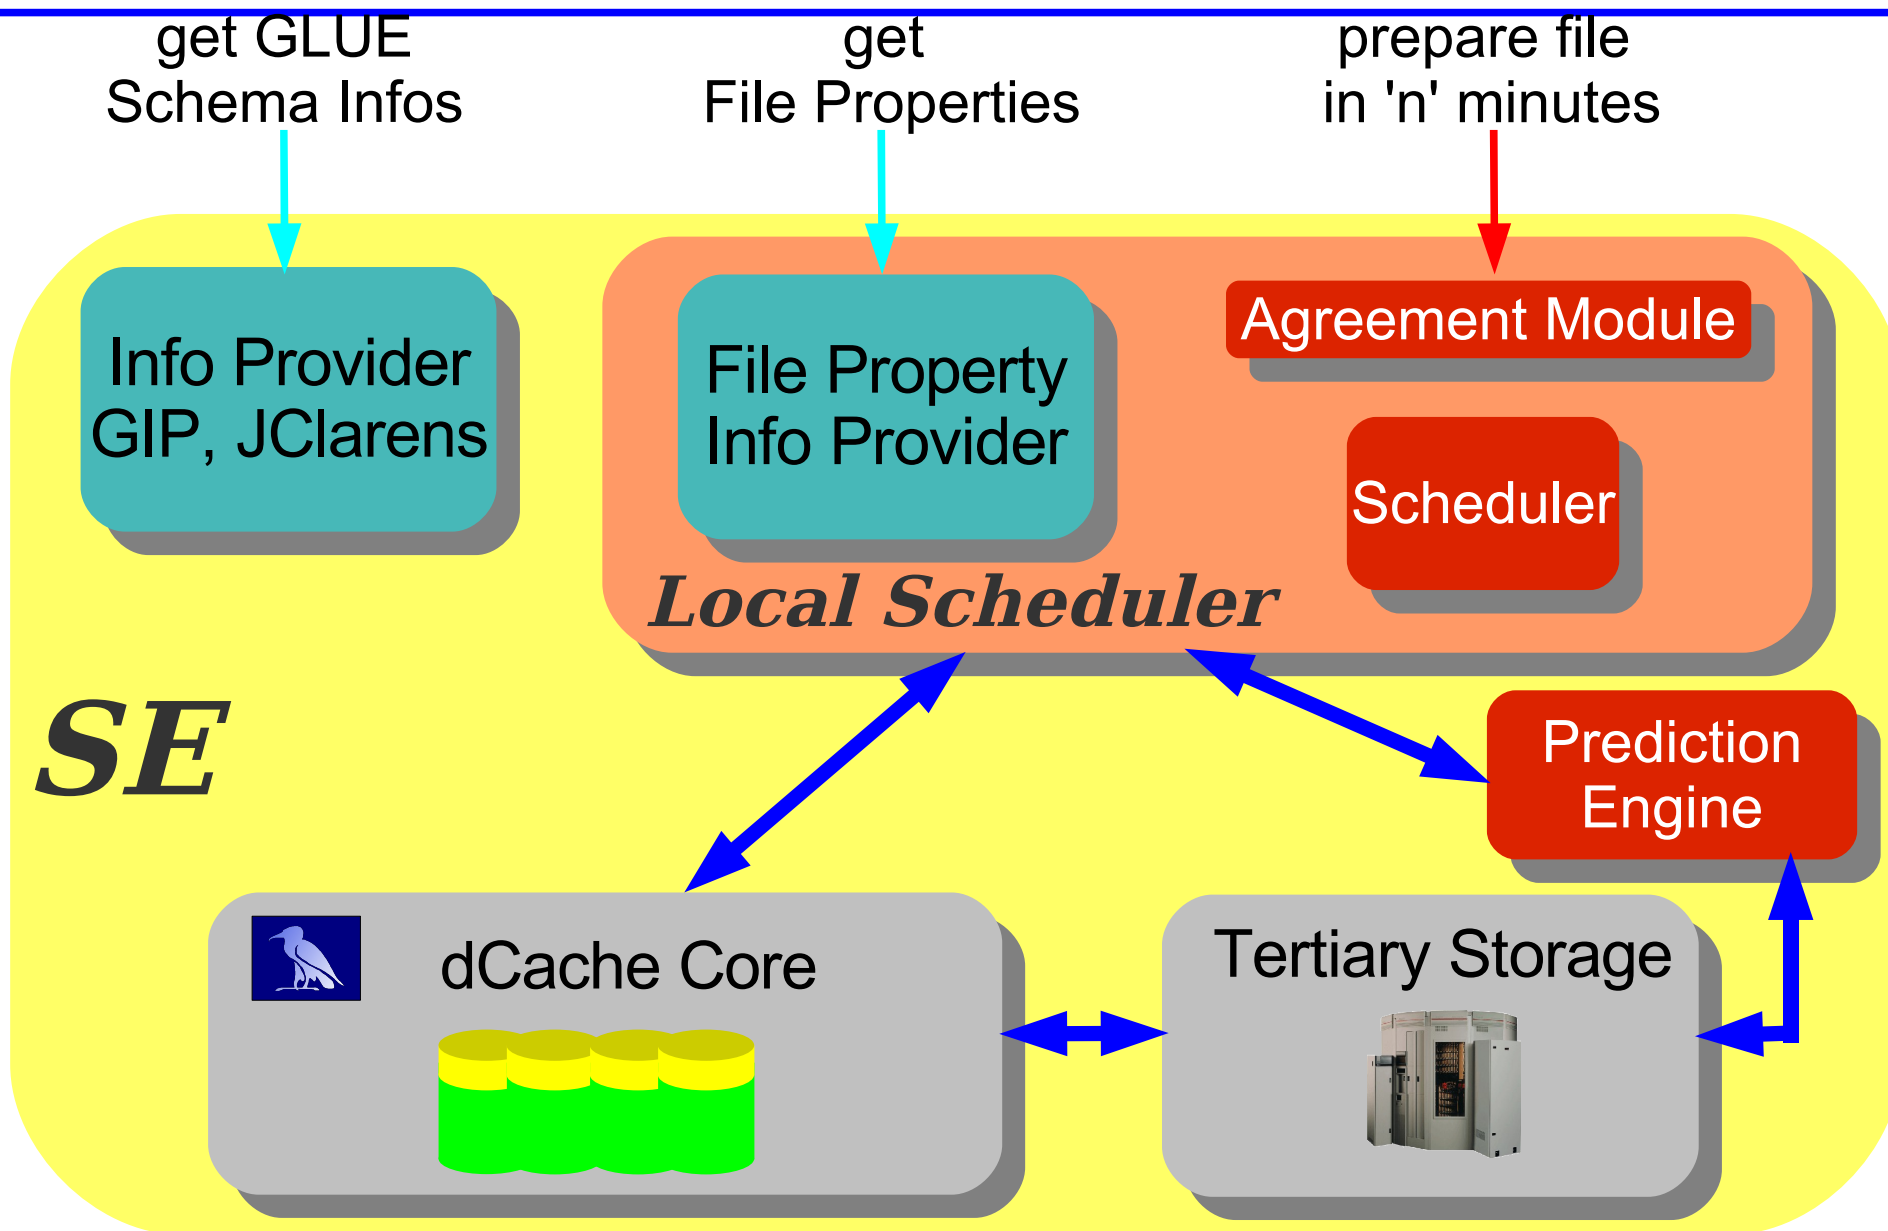 get GLUE
Schema Infos
get
File Properties
prepare file
in 'n' minutes
Info Provider
GIP, JClarens
File Property
Info Provider
Agreement Module
Scheduler
Local Scheduler
SE
Prediction
Engine
dCache Core
Tertiary Storage